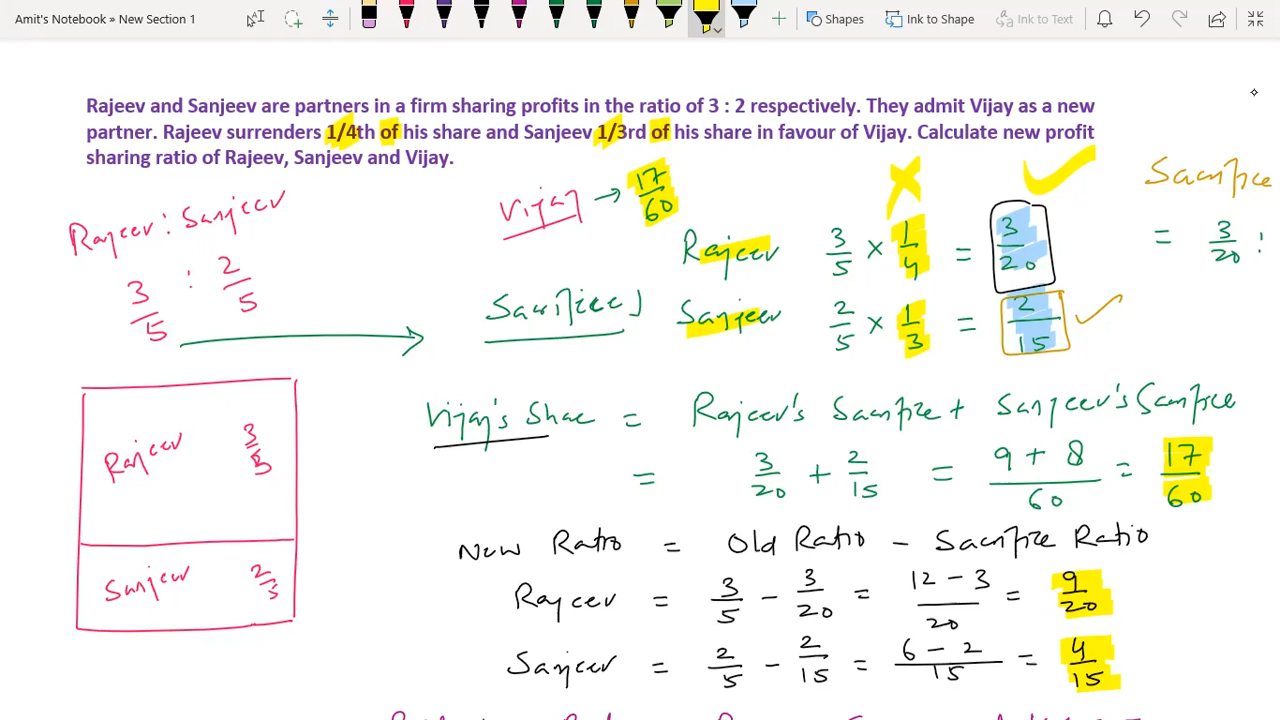 Amit's Notebook » New Section 1
Shapes Ink to Shape Ink to Text
Rajeev and Sanjeev are partners in a firm sharing profits in the ratio of 3 : 2 respectively. They admit Vijay as a new
partner. Rajeev surrenders 1/4th of his share and Sanjeev 1/3rd of his share in favour of Vijay. Calculate new profit
sharing ratio of Rajeev, Sanjeev and Vijay.
Rajeev : Sanjeev
3/5 : 2/5
Vijay → 17/60
Sacrifice
= 3/20 :
Rajeev 3/5 × 1/4 = 3/20
Sacrificed Sanjeev 2/5 × 1/3 = 2/15
Rajeev 3/5
Sanjeev 2/5
Vijay's Shae = Rajeev's Sacrifice + Sanjeev's Sacrifice
= 3/20 + 2/15 = 9 + 8/60 = 17/60
New Ratio = Old Ratio - Sacrifice Ratio
Rajeev = 3/5 - 3/20 = 12 - 3/20 = 9/20
Sanjeev = 2/5 - 2/15 = 6 - 2/15 = 4/15